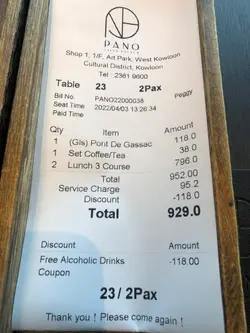 PANO
Shop 1, 1/F, Art Park, West Kowloon
Cultural District, Kowloon
Tel : 2361 9600
Table 23 2Pax
Bill No. PANO22000038 Peggy
Seat Time 2022/04/03 13:26:34
Paid Time
Qty Item Amount
1 (Gls) Pont De Gassac 118.0
1 Set Coffee/Tea 38.0
2 Lunch 3 Course 796.0
Total 952.00
Service Charge 95.2
Discount -118.0
Total 929.0
Discount Amount
Free Alcoholic Drinks -118.00
Coupon
23 / 2Pax
Thank you ! Please come again !